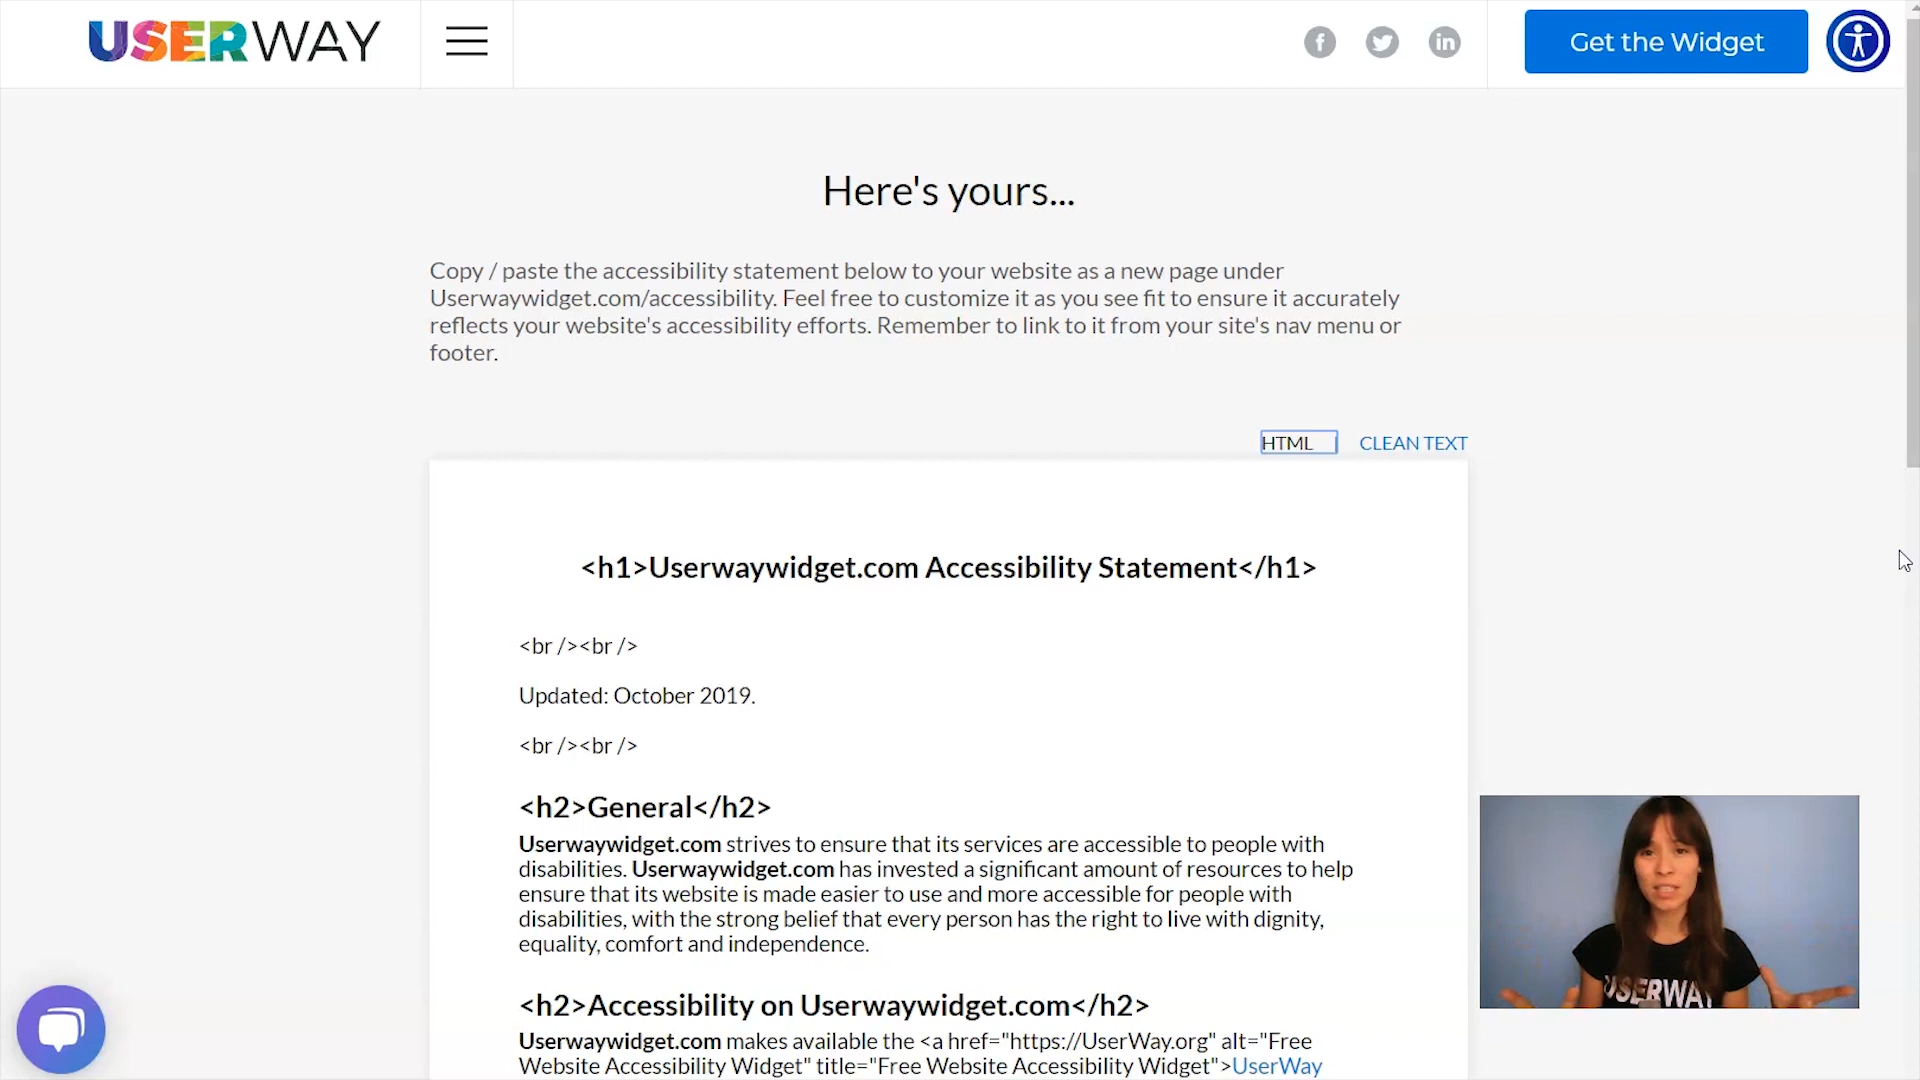 USERWAY
Get the Widget
Here's yours...
Copy / paste the accessibility statement below to your website as a new page under
Userwaywidget.com/accessibility. Feel free to customize it as you see fit to ensure it accurately
reflects your website's accessibility efforts. Remember to link to it from your site's nav menu or
footer.
HTML CLEAN TEXT
<h1>Userwaywidget.com Accessibility Statement</h1>
<br /><br />
Updated: October 2019.
<br /><br />
<h2>General</h2>
Userwaywidget.com strives to ensure that its services are accessible to people with
disabilities. Userwaywidget.com has invested a significant amount of resources to help
ensure that its website is made easier to use and more accessible for people with
disabilities, with the strong belief that every person has the right to live with dignity,
equality, comfort and independence.
<h2>Accessibility on Userwaywidget.com</h2>
Userwaywidget.com makes available the <a href="https://UserWay.org" alt="Free
Website Accessibility Widget" title="Free Website Accessibility Widget">UserWay
USERWAY